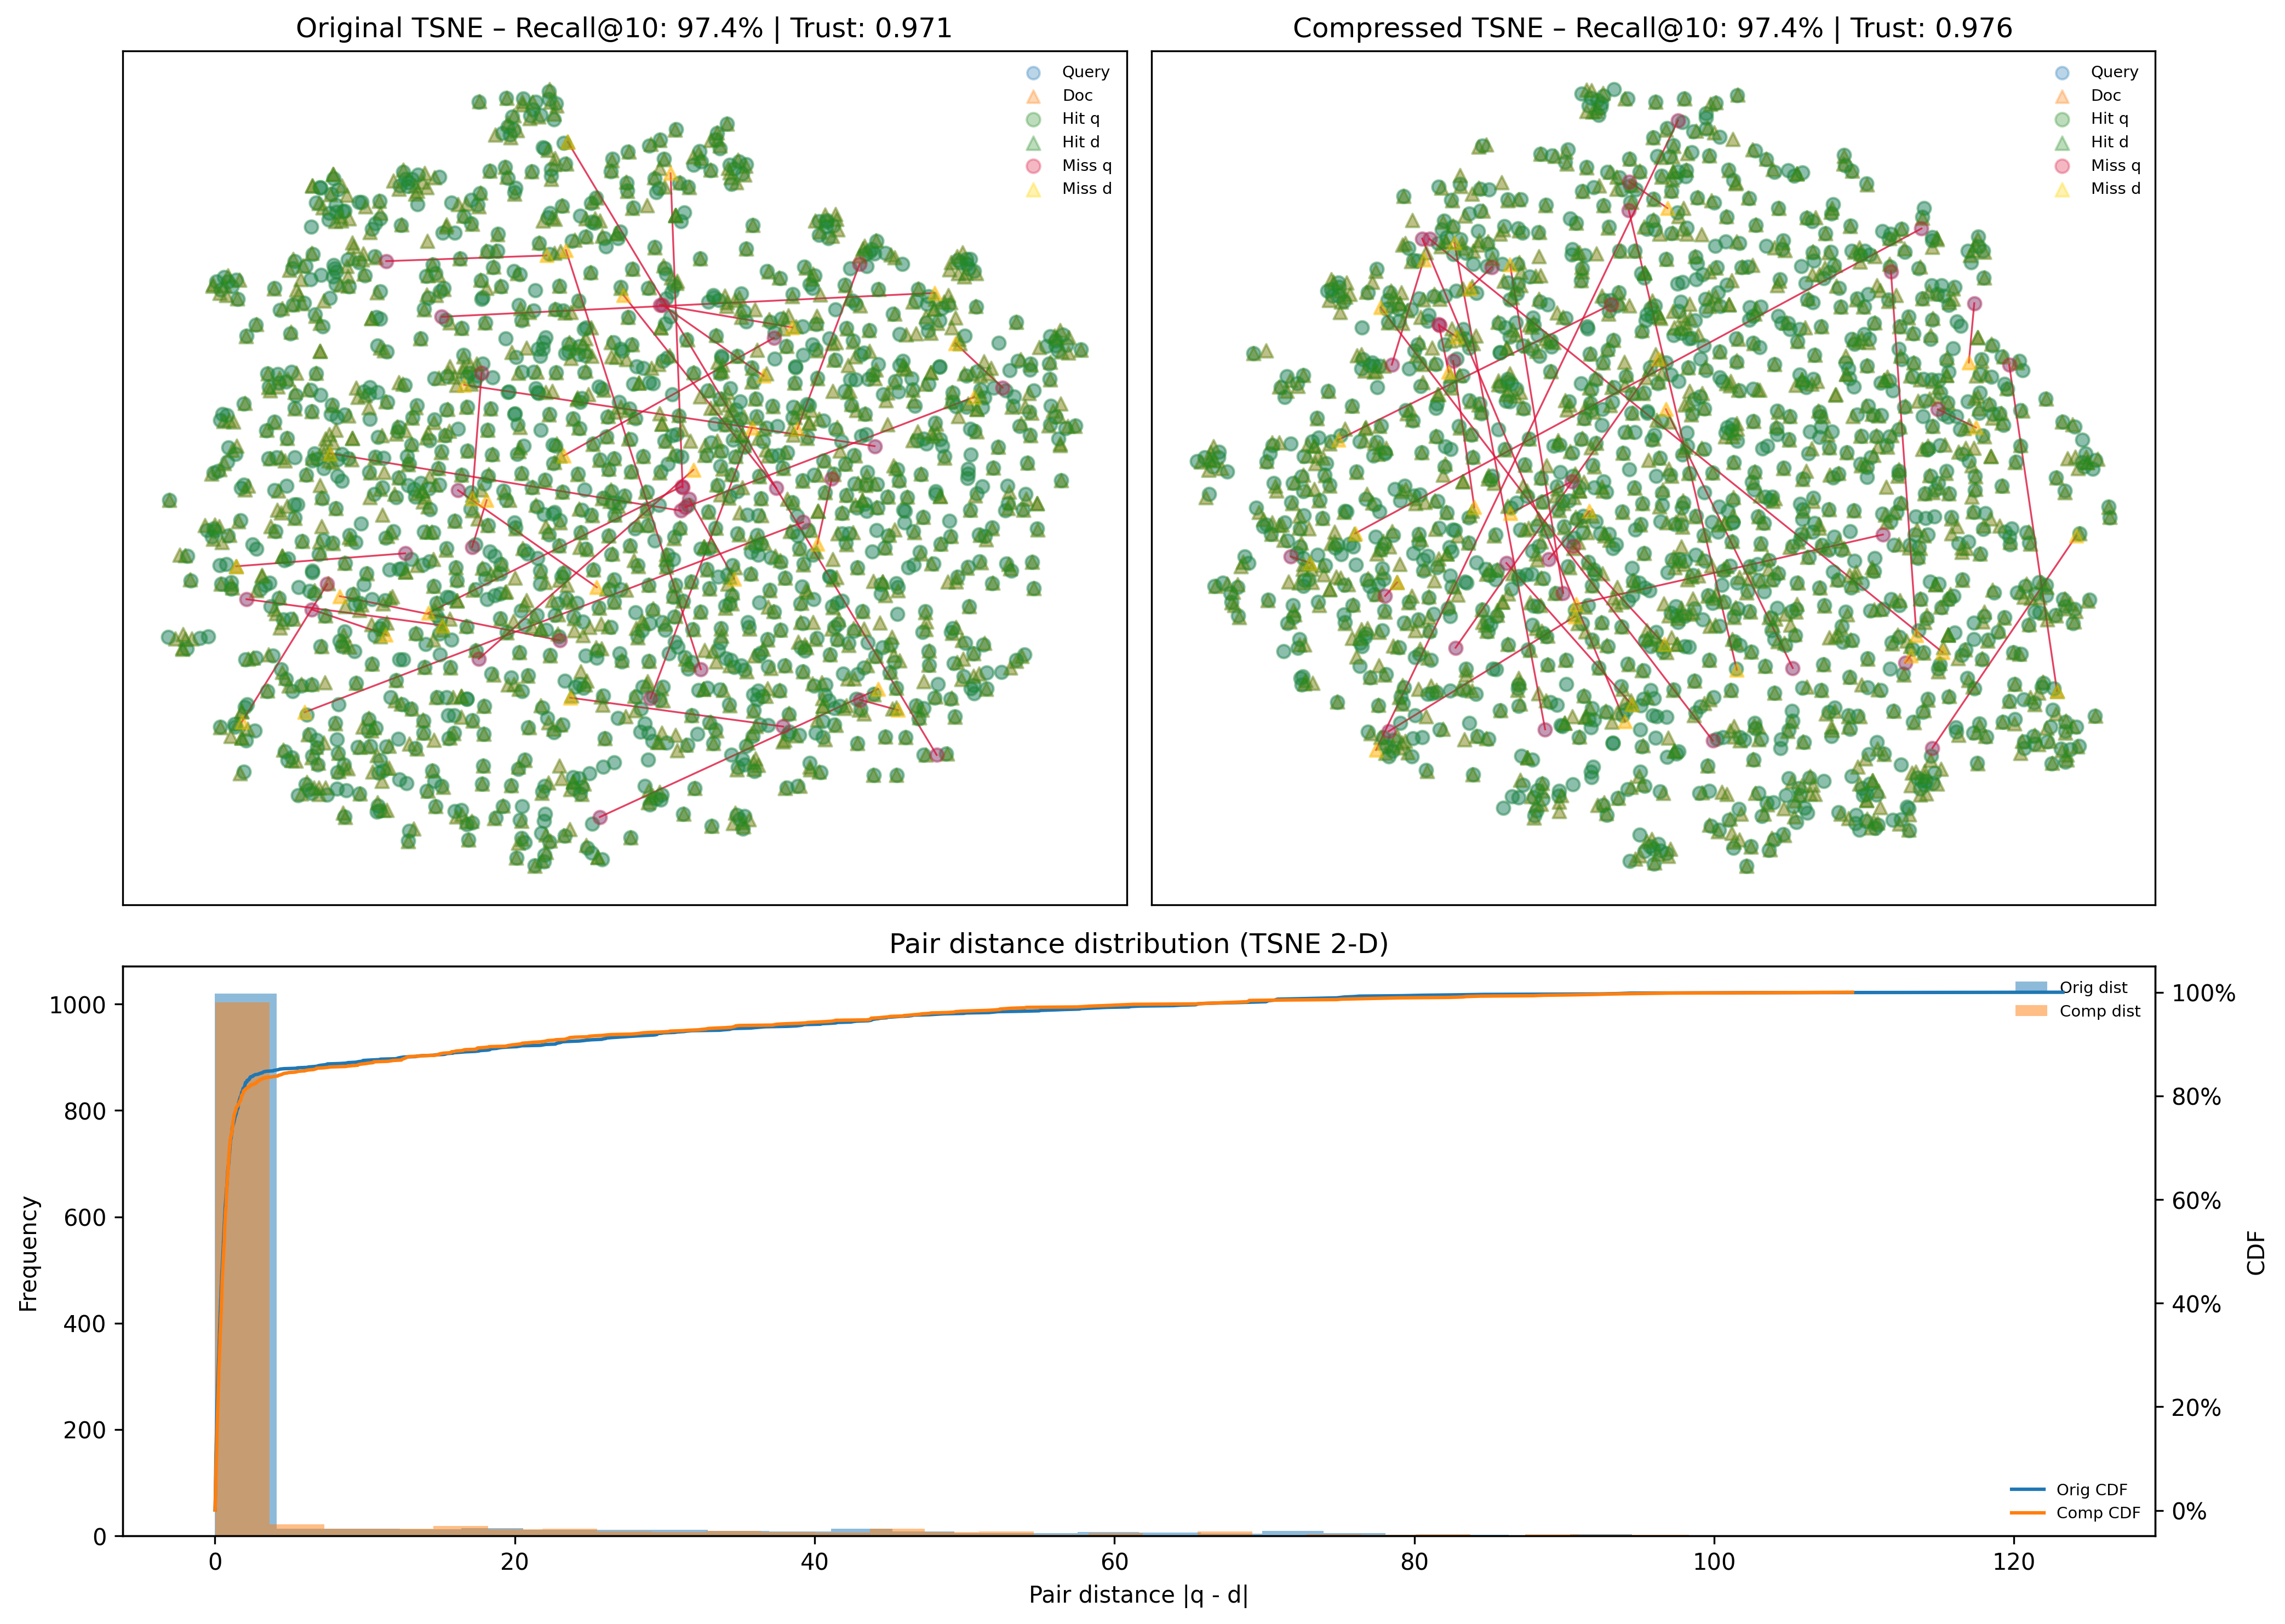 Original TSNE – Recall@10: 97.4% | Trust: 0.971
Query
Doc
Hit q
Hit d
Miss q
Miss d
Compressed TSNE – Recall@10: 97.4% | Trust: 0.976
Query
Doc
Hit q
Hit d
Miss q
Miss d
Pair distance distribution (TSNE 2-D)
Frequency
1000
800
600
400
200
0
Orig dist
Comp dist
Orig CDF
Comp CDF
100%
80%
60%
40%
20%
0%
CDF
0 20 40 60 80 100 120
Pair distance |q - d|